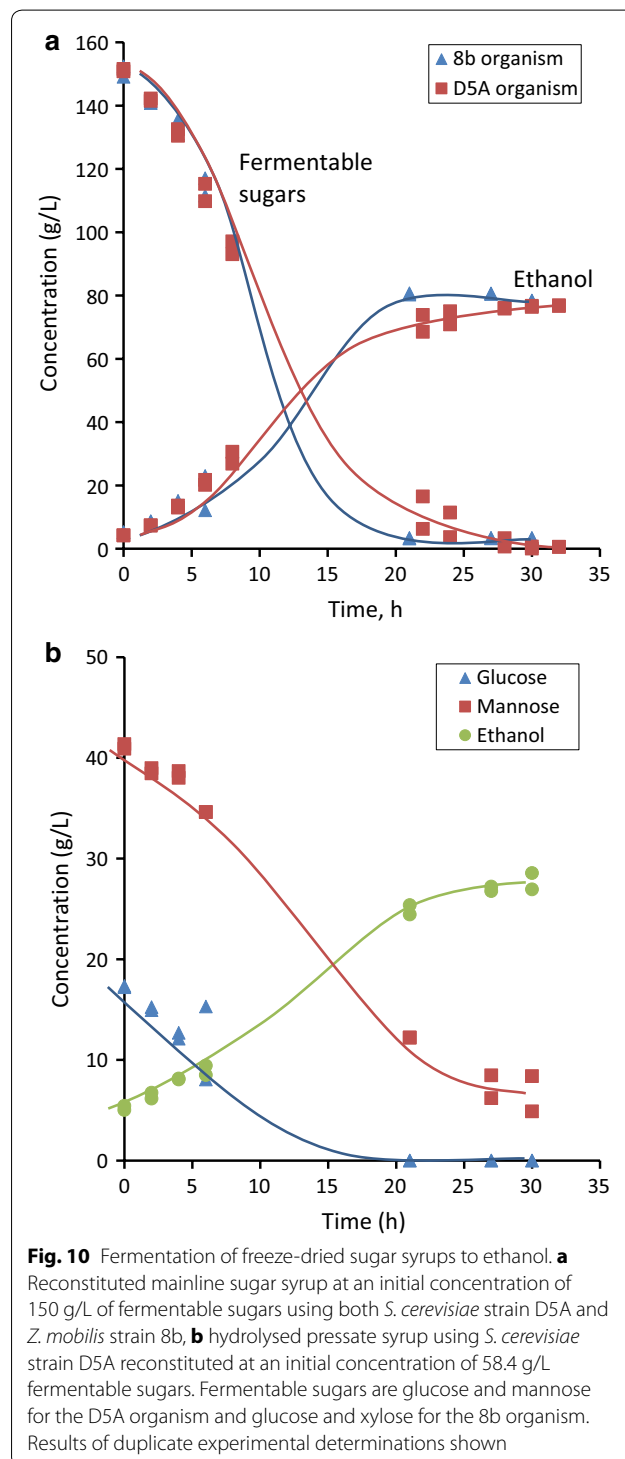 a
160
140
120
100
80
60
40
20
0
Concentration (g/L)
8b organism
D5A organism
Fermentable
sugars
Ethanol
0 5 10 15 20 25 30 35
Time, h
b
50
40
30
20
10
0
Concentration (g/L)
Glucose
Mannose
Ethanol
0 5 10 15 20 25 30 35
Time (h)
Fig. 10 Fermentation of freeze-dried sugar syrups to ethanol. a
Reconstituted mainline sugar syrup at an initial concentration of
150 g/L of fermentable sugars using both S. cerevisiae strain D5A and
Z. mobilis strain 8b, b hydrolysed pressate syrup using S. cerevisiae
strain D5A reconstituted at an initial concentration of 58.4 g/L
fermentable sugars. Fermentable sugars are glucose and mannose
for the D5A organism and glucose and xylose for the 8b organism.
Results of duplicate experimental determinations shown